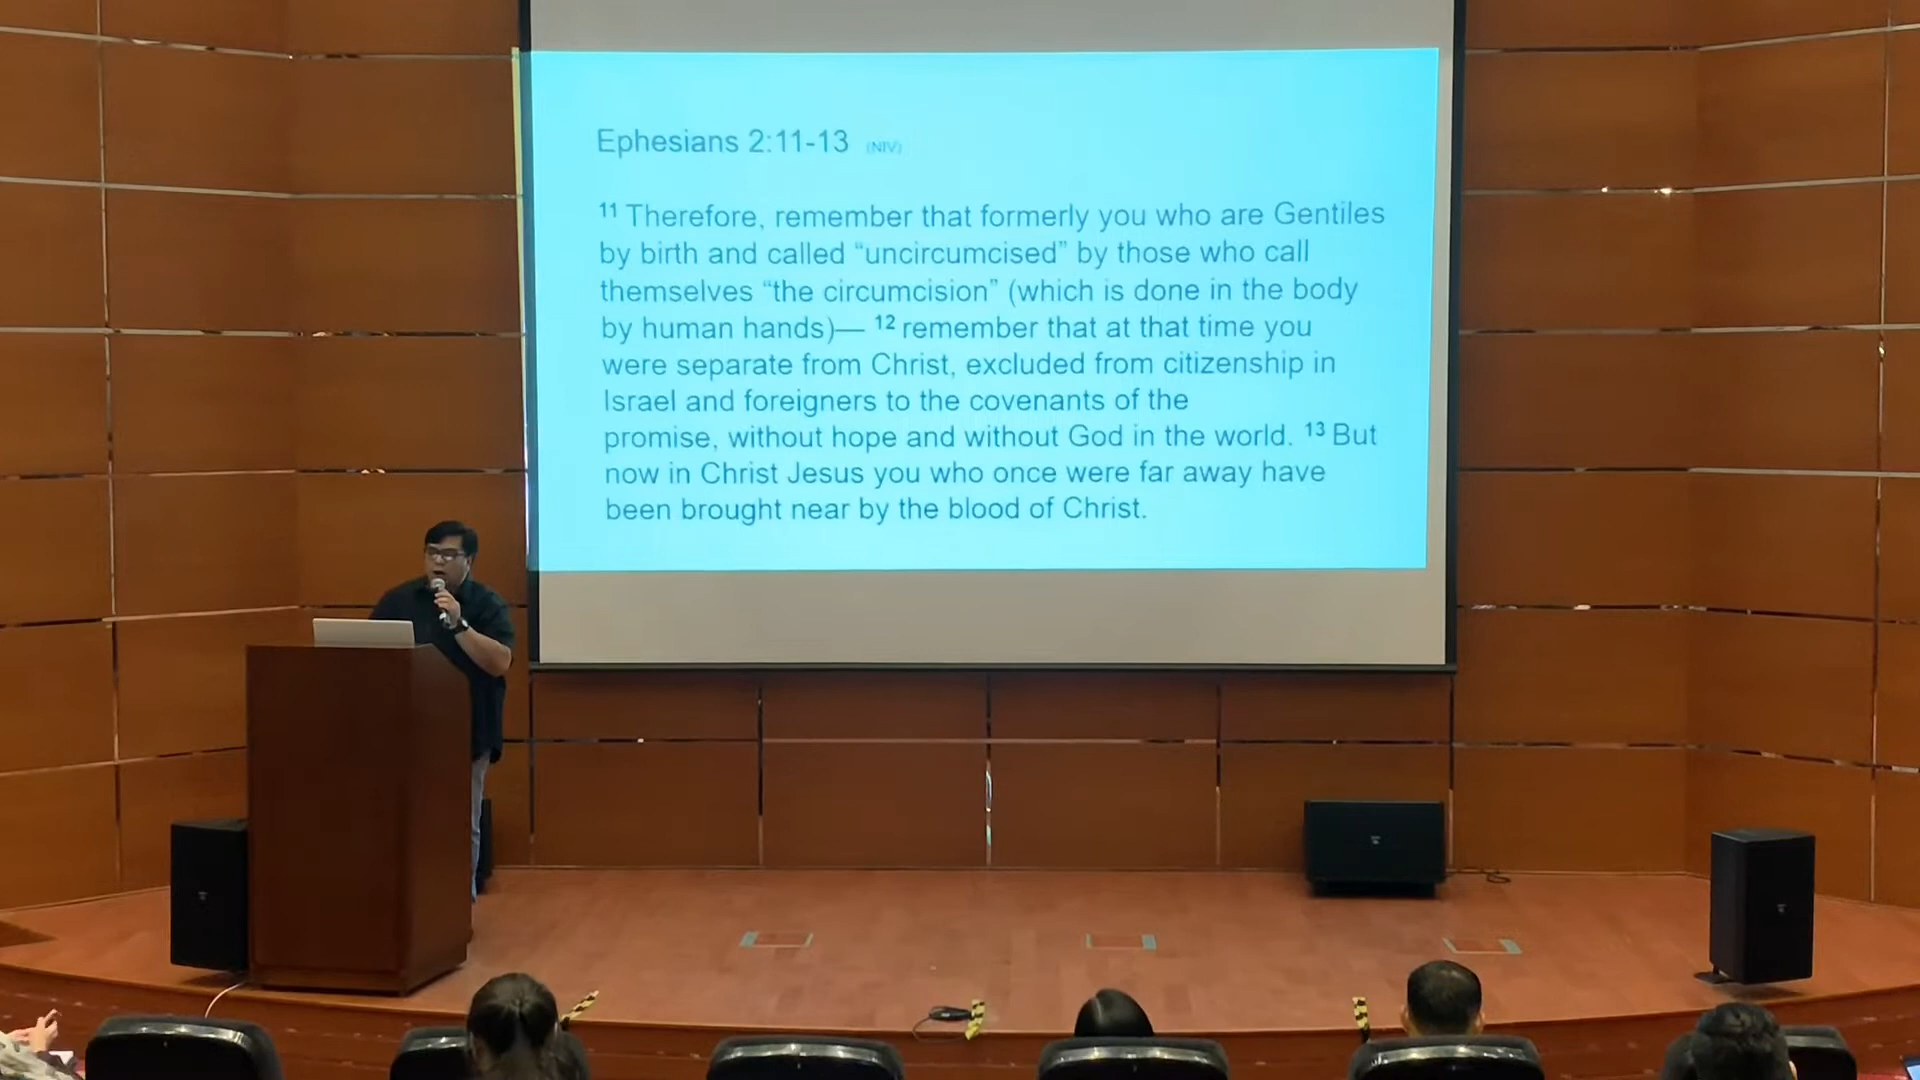 Ephesians 2:11-13 (NIV)
11 Therefore, remember that formerly you who are Gentiles
by birth and called “uncircumcised” by those who call
themselves “the circumcision” (which is done in the body
by human hands)— 12 remember that at that time you
were separate from Christ, excluded from citizenship in
Israel and foreigners to the covenants of the
promise, without hope and without God in the world. 13 But
now in Christ Jesus you who once were far away have
been brought near by the blood of Christ.